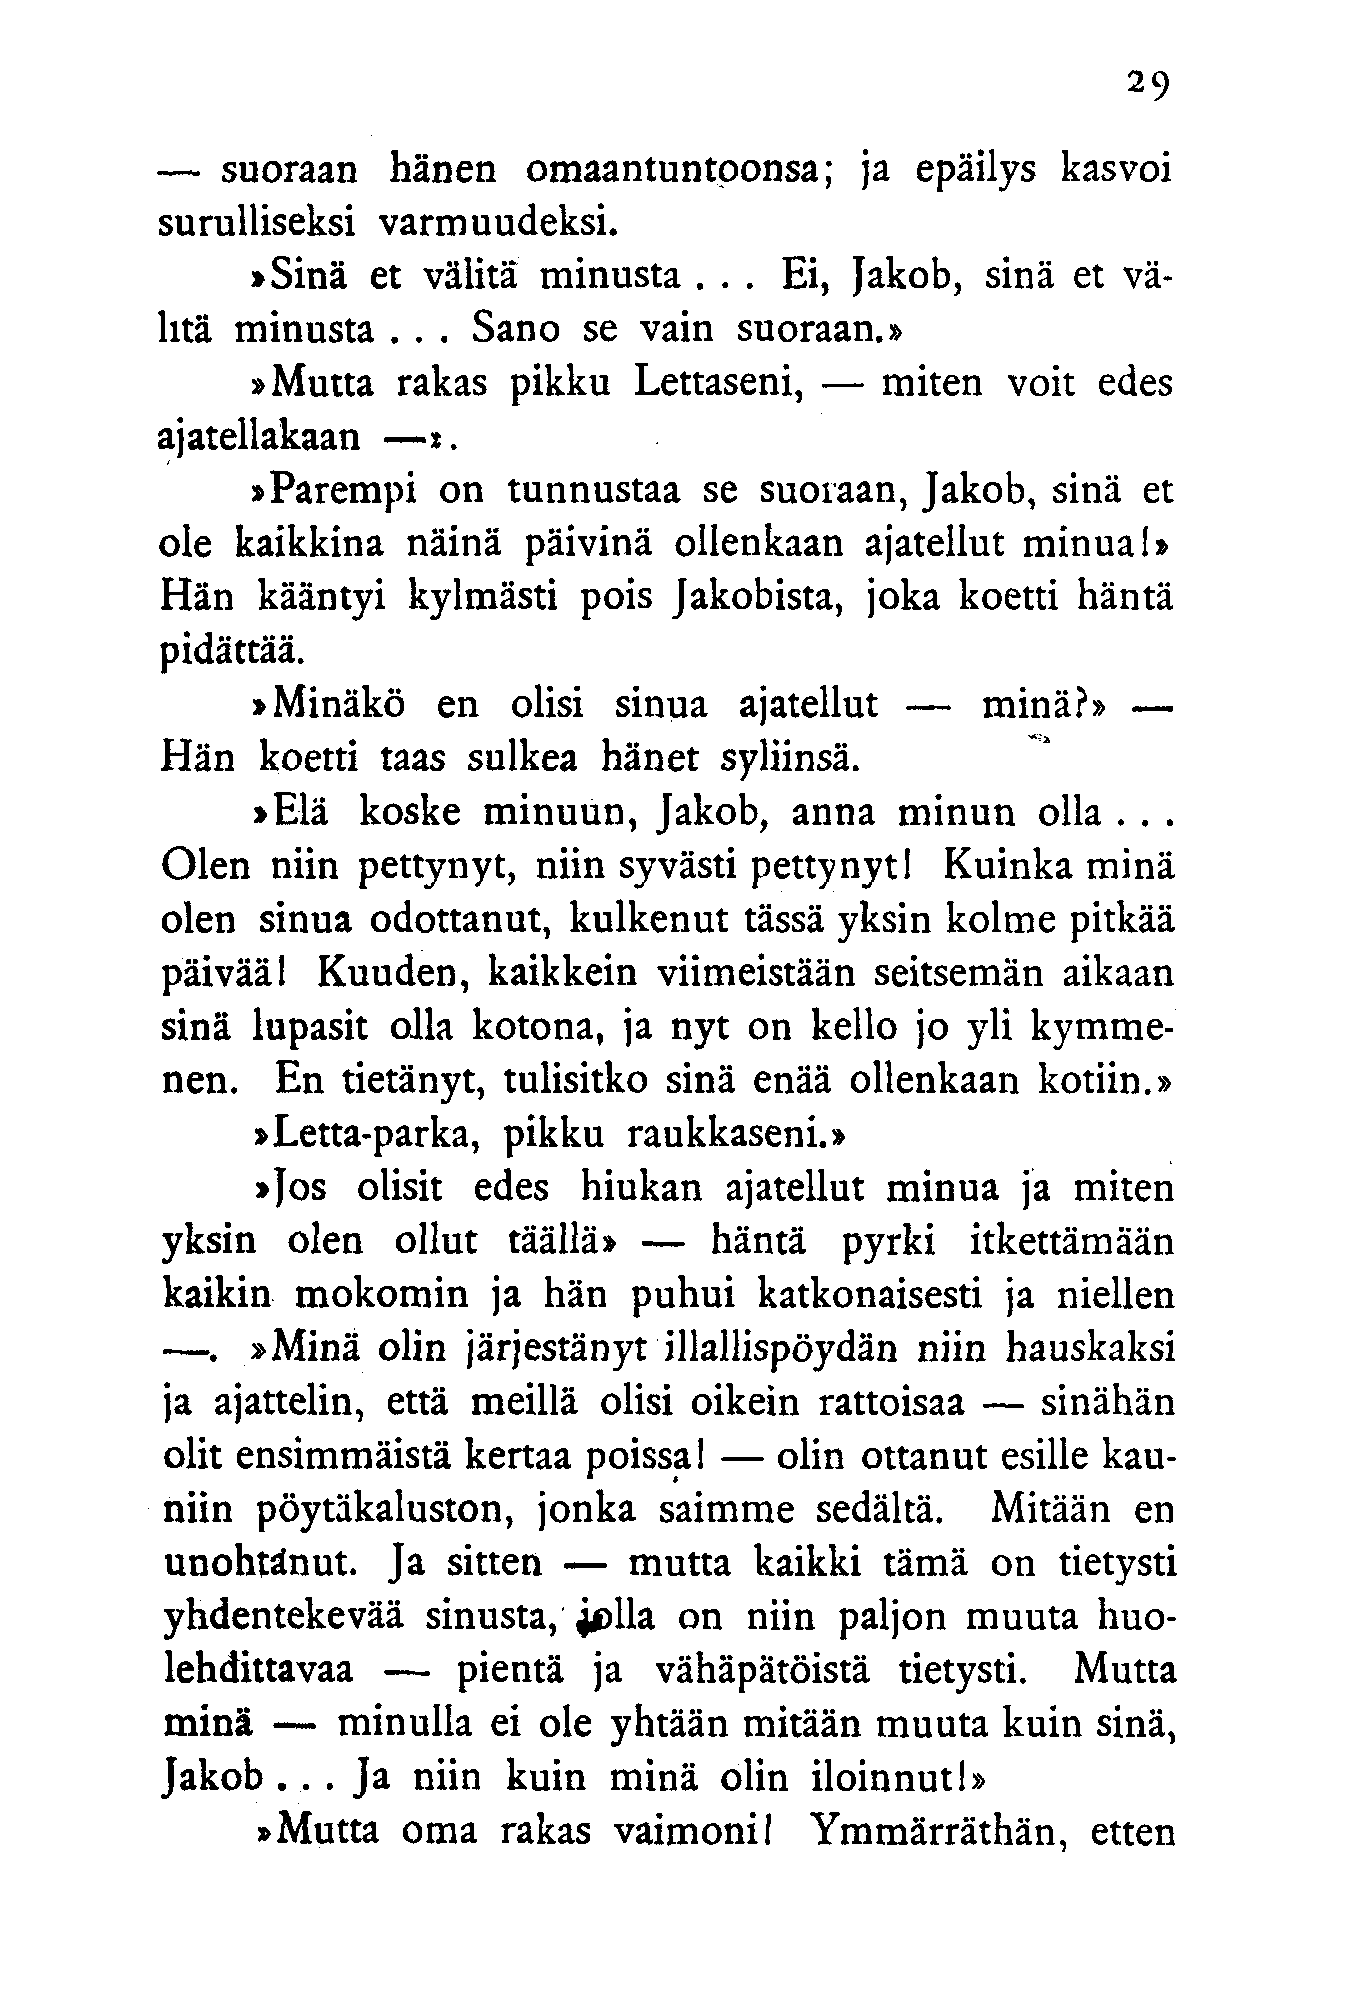 29
— suoraan hänen omaantuntoonsa; ja epäilys kasvoi
surulliseksi varmuudeksi.
»Sinä et välitä minusta . . . Ei, Jakob, sinä et vä-
litä minusta . . . Sano se vain suoraan.»
»Mutta rakas pikku Lettaseni, — miten voit edes
ajatellakaan —».
»Parempi on tunnustaa se suoraan, Jakob, sinä et
ole kaikkina näinä päivinä ollenkaan ajatellut minua!»
Hän kääntyi kylmästi pois Jakobista, joka koetti häntä
pidättää.
»Minäkö en olisi sinua ajatellut — minä?» —
Hän koetti taas sulkea hänet syliinsä.
»Elä koske minuun, Jakob, anna minun olla . . .
Olen niin pettynyt, niin syvästi pettynyt! Kuinka minä
olen sinua odottanut, kulkenut tässä yksin kolme pitkää
päivää! Kuuden, kaikkein viimeistään seitsemän aikaan
sinä lupasit olla kotona, ja nyt on kello jo yli kymme-
nen. En tietänyt, tulisitko sinä enää ollenkaan kotiin.»
»Letta-parka, pikku raukkaseni.»
»Jos olisit edes hiukan ajatellut minua ja miten
yksin olen ollut täällä» — häntä pyrki itkettämään
kaikin mokomin ja hän puhui katkonaisesti ja niellen
—. »Minä olin järjestänyt illallispöydän niin hauskaksi
ja ajattelin, että meillä olisi oikein rattoisaa — sinähän
olit ensimmäistä kertaa poissa! — olin ottanut esille kau-
niin pöytäkaluston, jonka saimme sedältä. Mitään en
unohtanut. Ja sitten — mutta kaikki tämä on tietysti
yhdentekevää sinusta, jolla on niin paljon muuta huo-
lehdittavaa — pientä ja vähäpätöistä tietysti. Mutta
minä — minulla ei ole yhtään mitään muuta kuin sinä,
Jakob . . . Ja niin kuin minä olin iloinnut!»
»Mutta oma rakas vaimoni! Ymmärräthän, etten